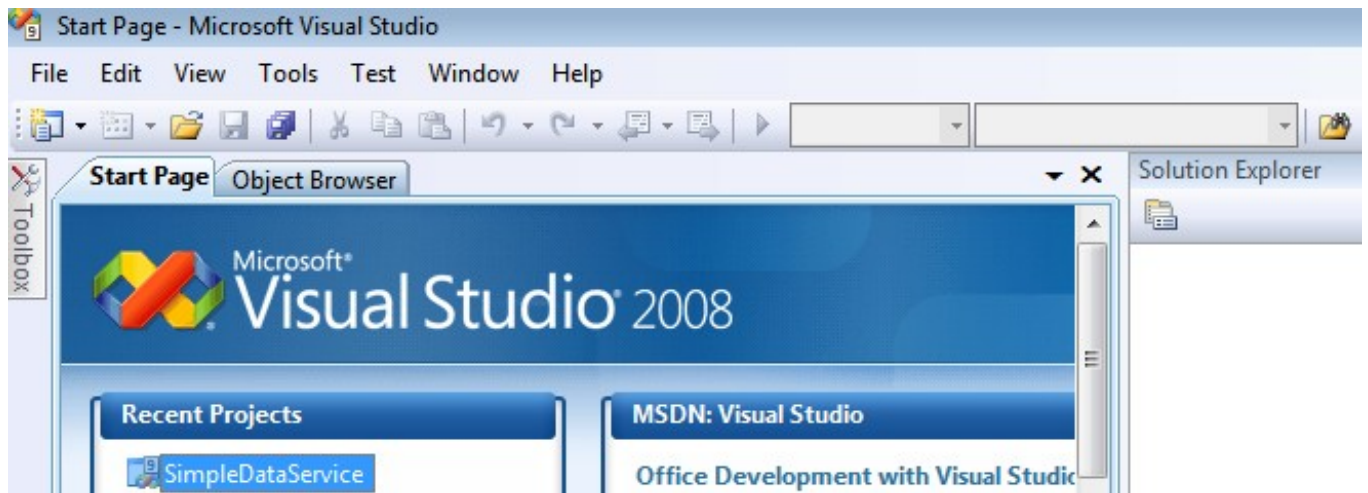 Start Page - Microsoft Visual Studio
File Edit View Tools Test Window Help
Toolbox
Start Page Object Browser
Solution Explorer
Microsoft®
Visual Studio® 2008
Recent Projects
MSDN: Visual Studio
SimpleDataService
Office Development with Visual Studic